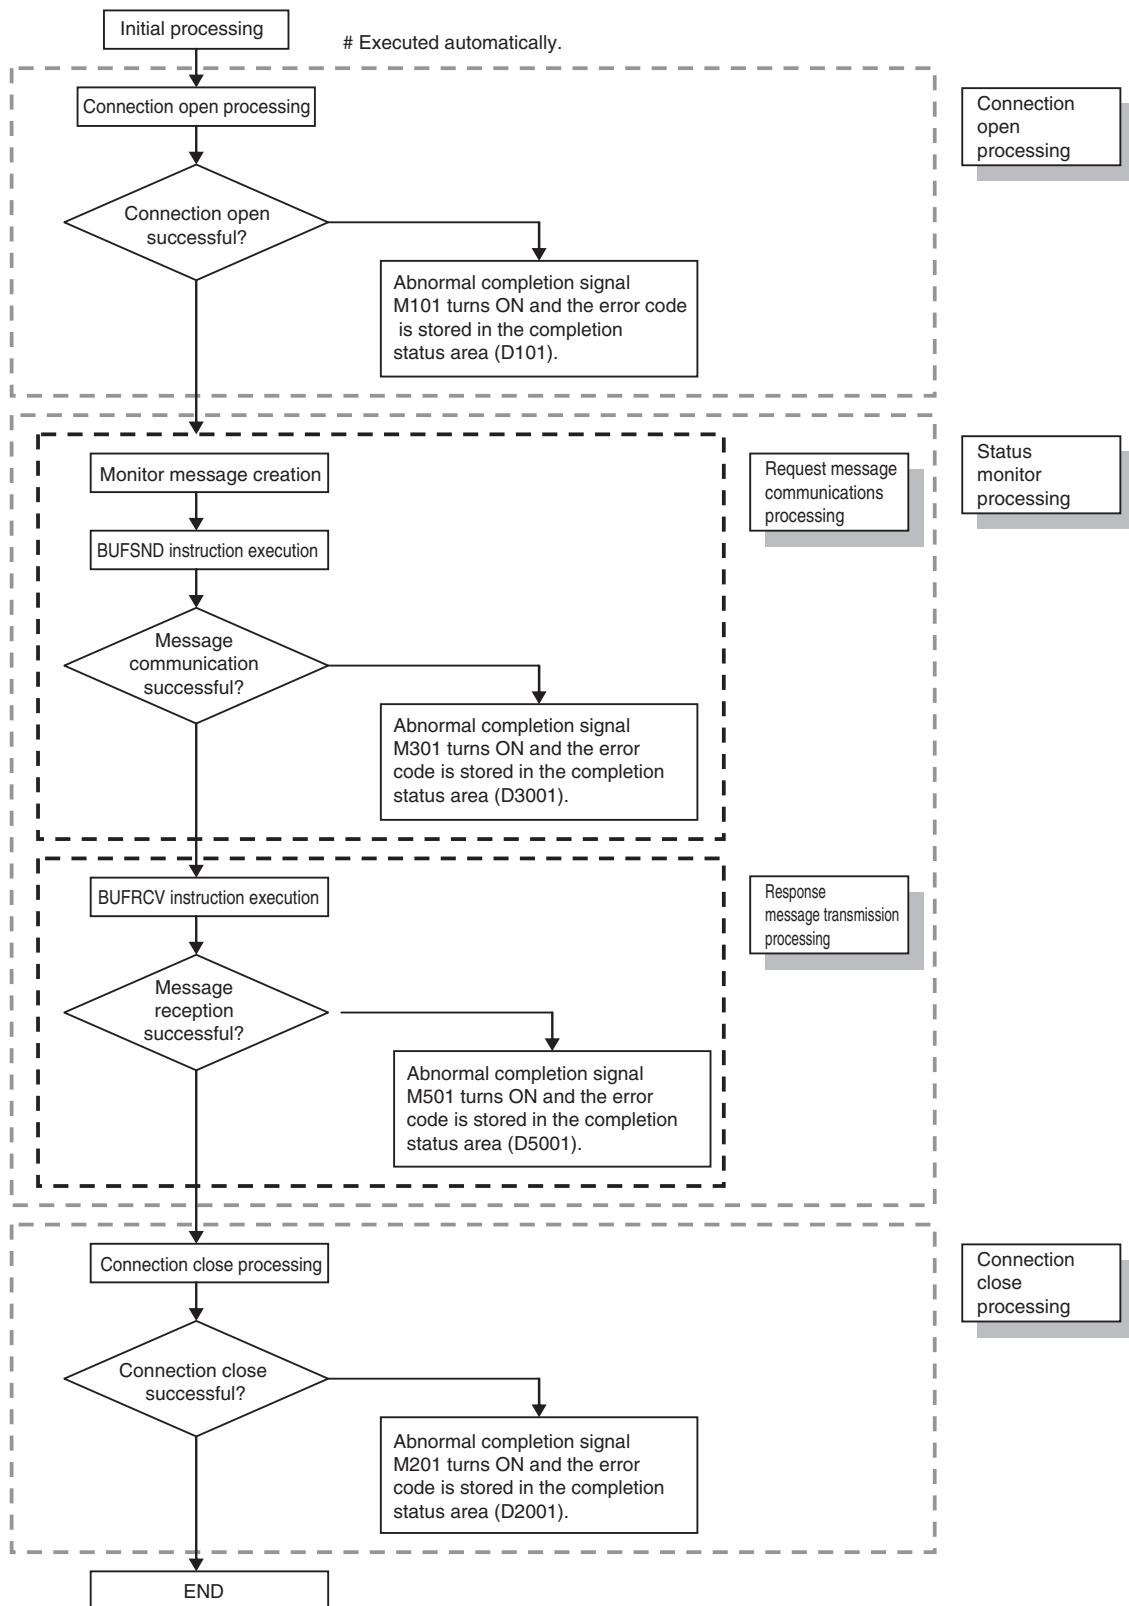 Initial processing
# Executed automatically.
Connection open processing
Connection
open
processing
Connection open
successful?
Abnormal completion signal
M101 turns ON and the error code
is stored in the completion
status area (D101).
Monitor message creation
Request message
communications
processing
Status
monitor
processing
BUFSND instruction execution
Message
communication
successful?
Abnormal completion signal
M301 turns ON and the error
code is stored in the completion
status area (D3001).
BUFRCV instruction execution
Response
message transmission
processing
Message
reception
successful?
Abnormal completion signal
M501 turns ON and the error
code is stored in the completion
status area (D5001).
Connection close processing
Connection
close
processing
Connection close
successful?
Abnormal completion signal
M201 turns ON and the error
code is stored in the completion
status area (D2001).
END